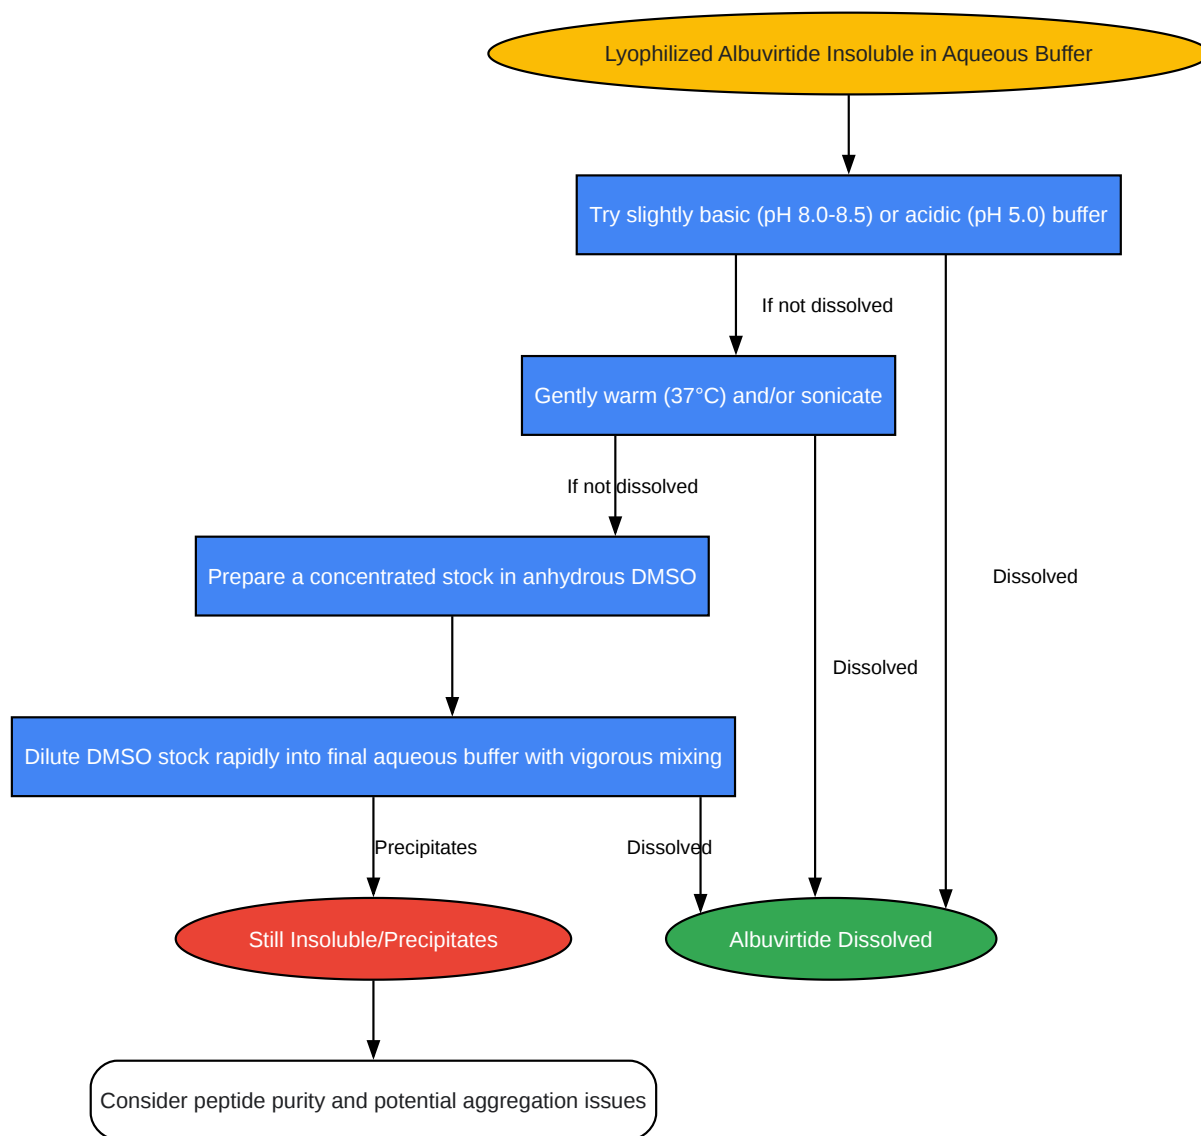 Lyophilized Albuvirtide Insoluble in Aqueous Buffer
Try slightly basic (pH 8.0-8.5) or acidic (pH 5.0) buffer
If not dissolved
Gently warm (37°C) and/or sonicate
If not dissolved
Prepare a concentrated stock in anhydrous DMSO
Dissolved
Dissolved
Dilute DMSO stock rapidly into final aqueous buffer with vigorous mixing
Precipitates
Dissolved
Still Insoluble/Precipitates
Albuvirtide Dissolved
Consider peptide purity and potential aggregation issues